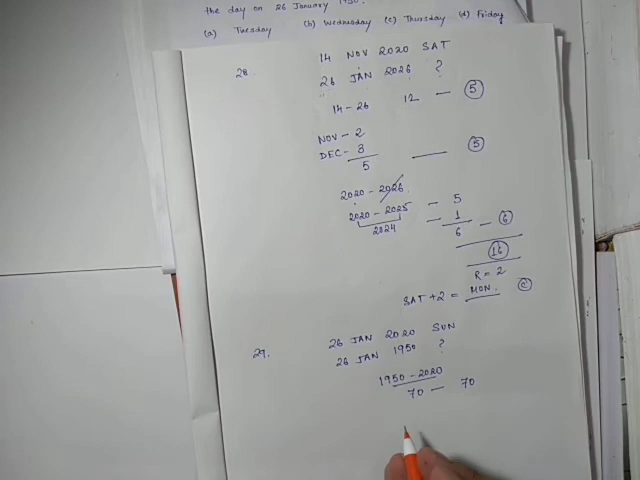 the day on 26 January 1950.
(a) Tuesday (b) Wednesday (c) Thursday (d) Friday
28. 14 NOV 2020 SAT
26 JAN 2026 ?
14-26 12 — 5
NOV - 2
DEC - 3 — 5
5
2020 - 2026
2020 - 2025 - 5
2024 - 1 — 6
6
16
R = 2
SAT +2 = MON. C
29. 26 JAN 2020 SUN
26 JAN 1950 ?
1950 - 2020
70 — 70